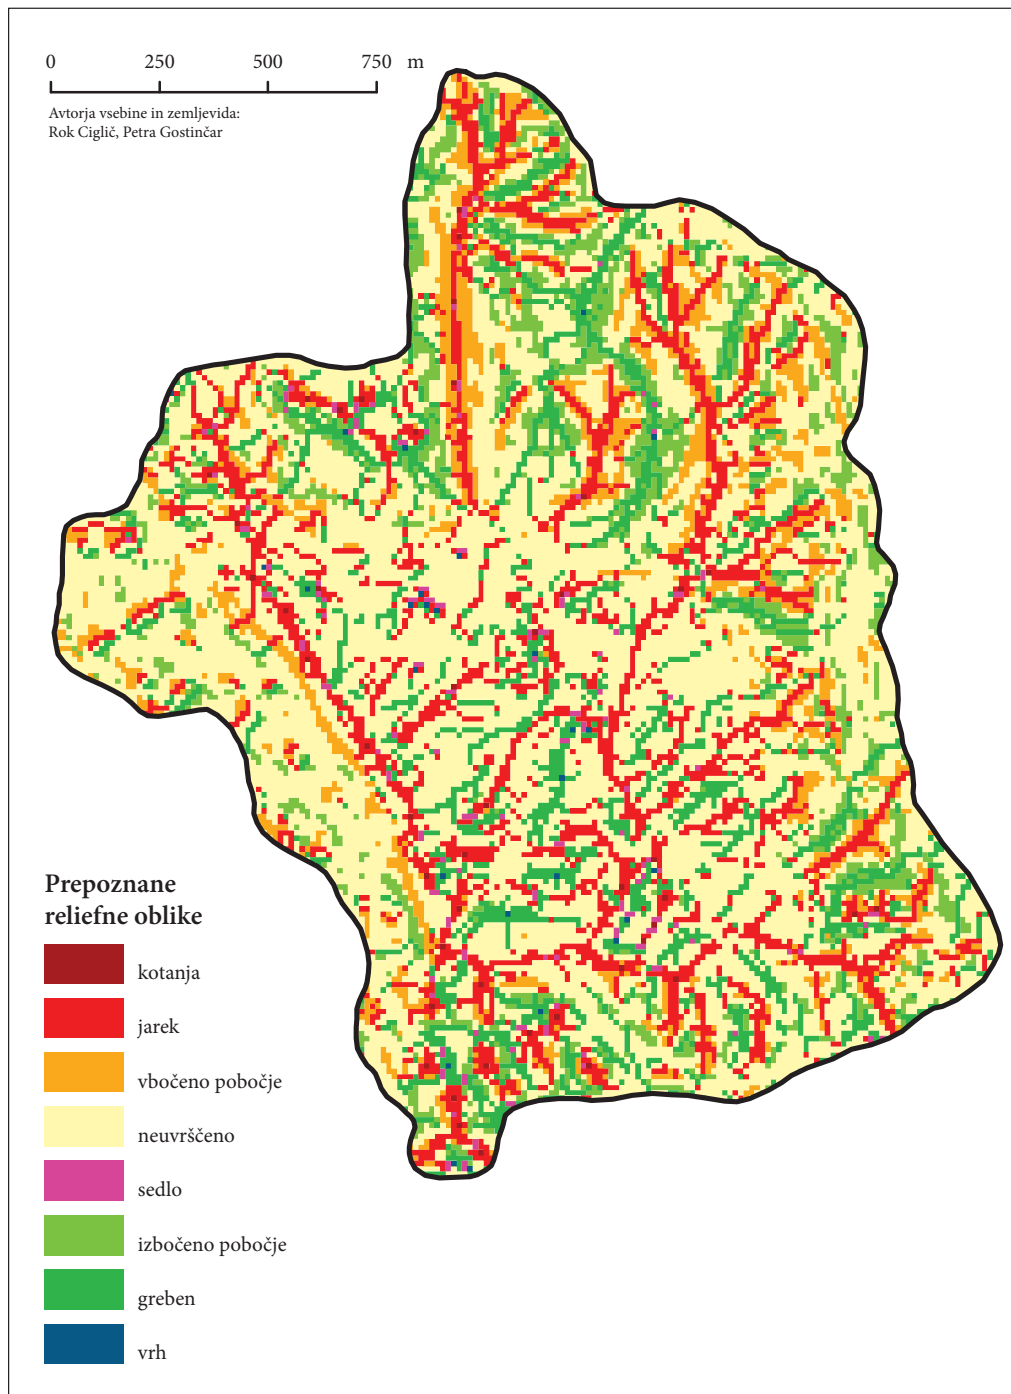 0 250 500 750 m
Avtorja vsebine in zemljevida:
Rok Ciglič, Petra Gostinčar
Prepoznane
reliefne oblike
kotanja
jarek
vbočeno pobočje
neuvrščeno
sedlo
izbočeno pobočje
greben
vrh